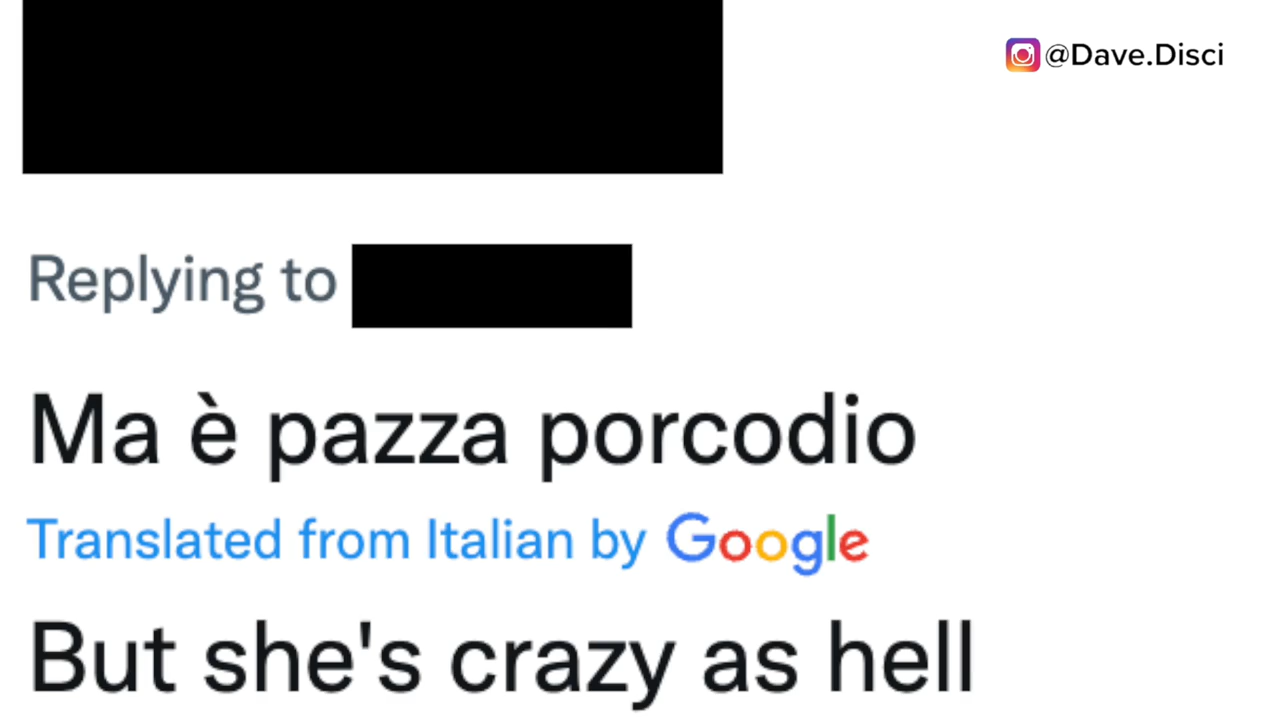 @Dave.Disci
Replying to
Ma è pazza porcodio
Translated from Italian by Google
But she's crazy as hell